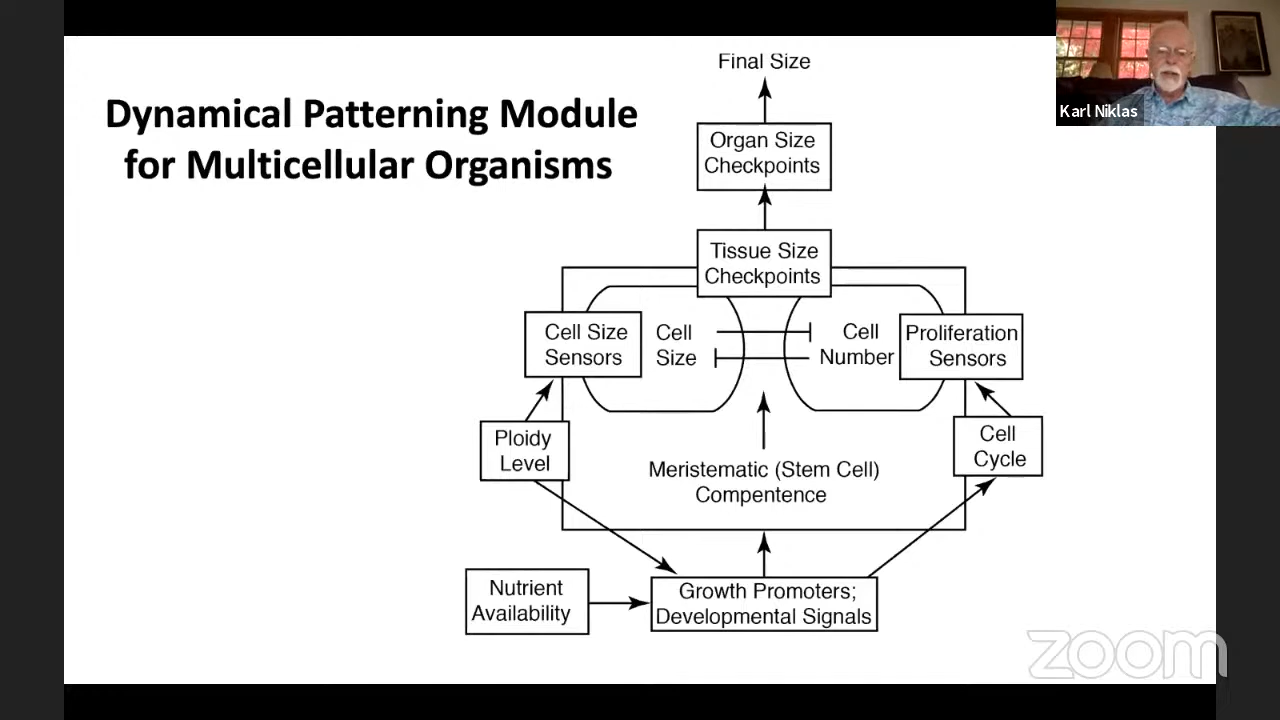 Dynamical Patterning Module
for Multicellular Organisms
Final Size
Organ Size
Checkpoints
Tissue Size
Checkpoints
Cell Size
Sensors
Cell
Size
Cell
Number
Proliferation
Sensors
Ploidy
Level
Cell
Cycle
Meristematic (Stem Cell)
Compentence
Nutrient
Availability
Growth Promoters;
Developmental Signals
Karl Niklas
zoom